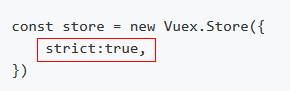 const store = new Vuex.Store({
strict:true,
})